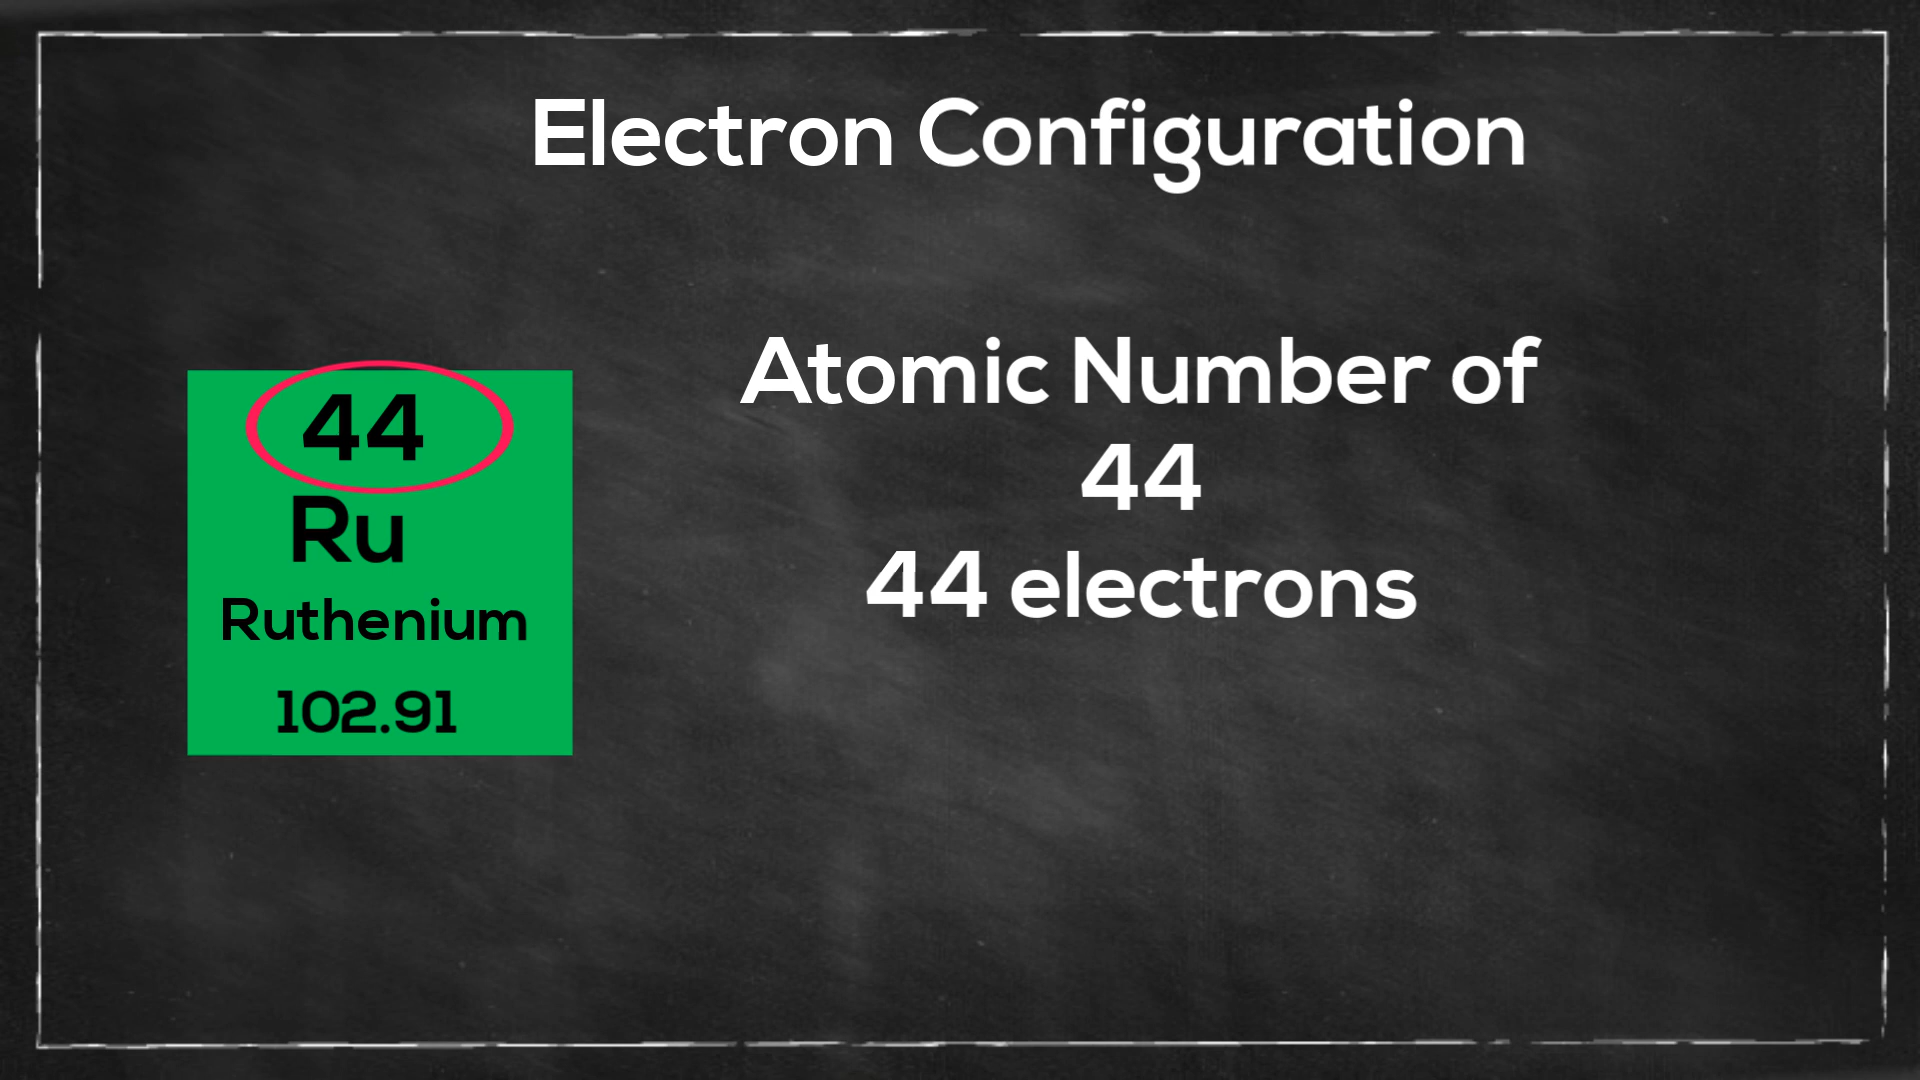 Electron Configuration
44
Ru
Ruthenium
102.91
Atomic Number of
44
44 electrons